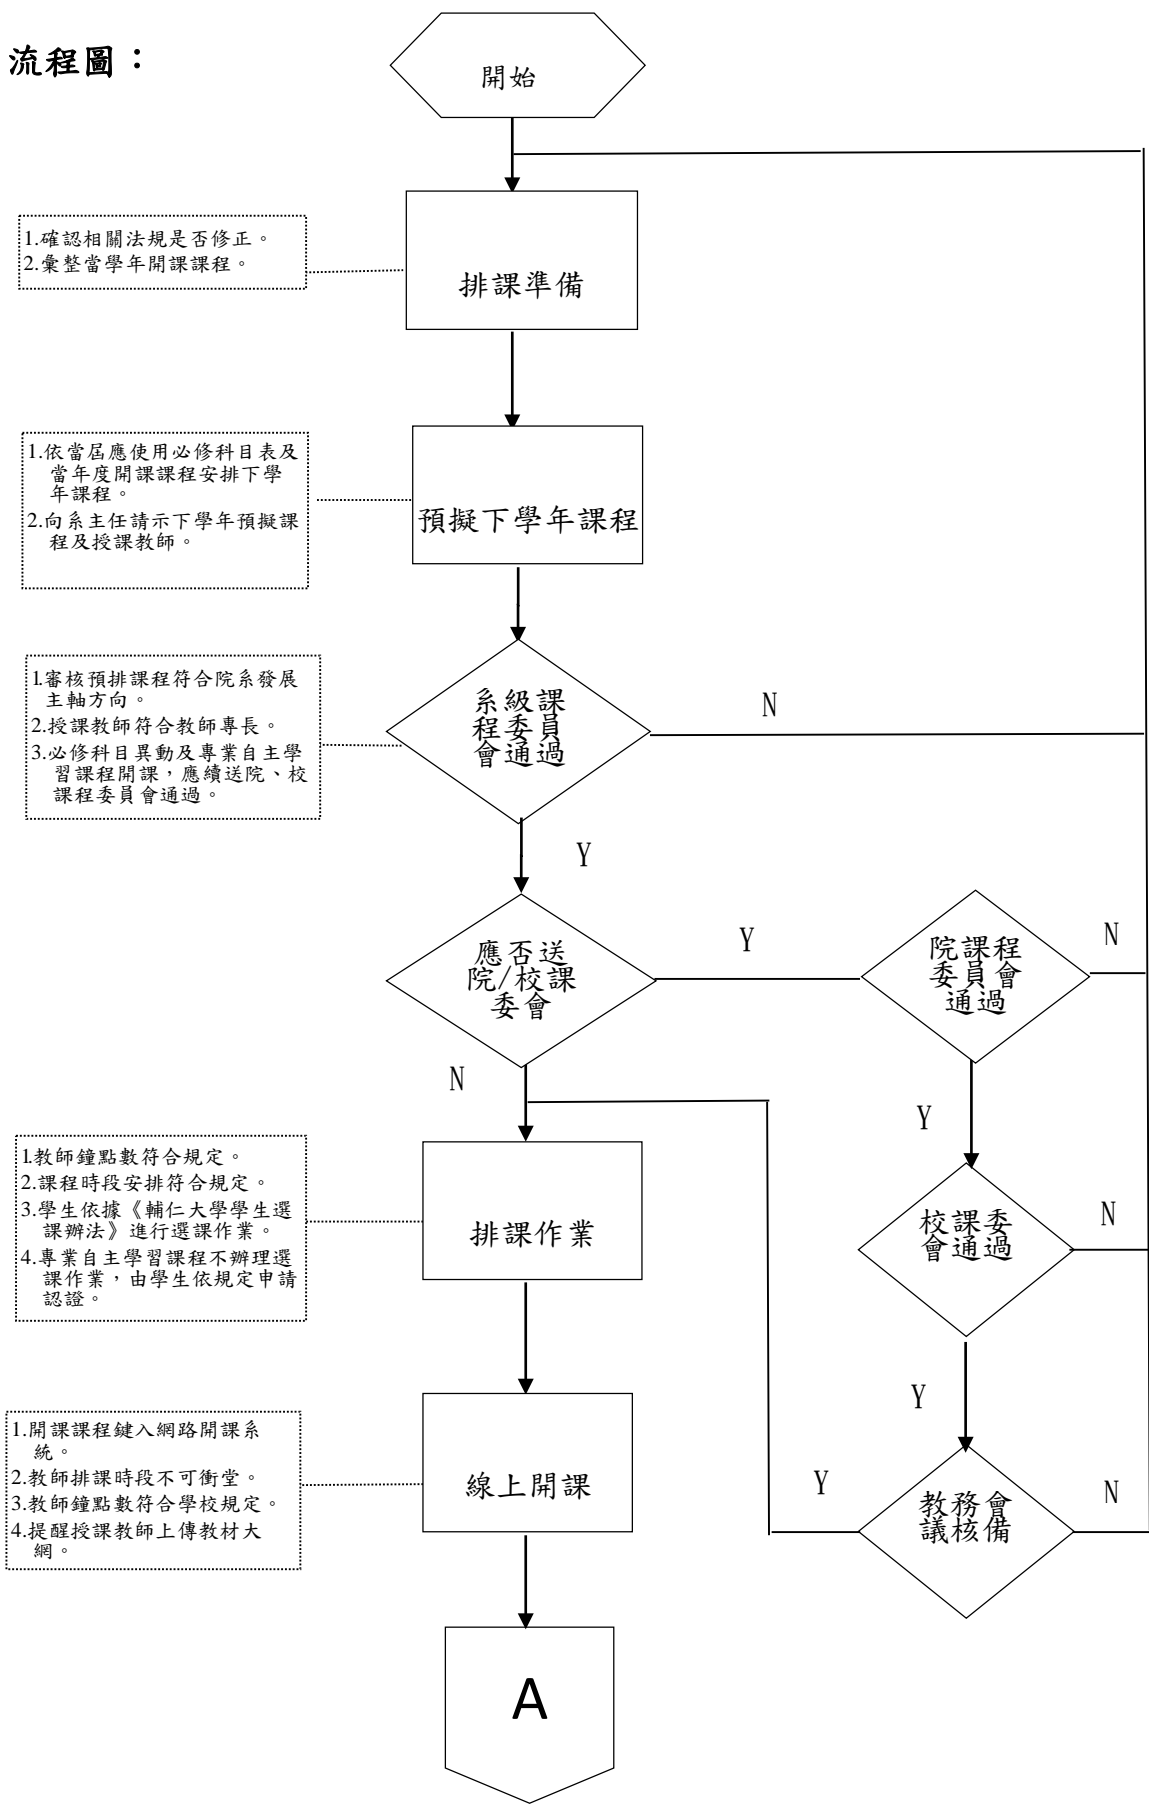 流程圖：
開始
1.確認相關法規是否修正。
2.彙整當學年開課課程。
排課準備
1.依當屆應使用必修科目表及
當年度開課課程安排下學
年課程。
2.向系主任請示下學年預擬課
程及授課教師。
預擬下學年課程
1.審核預排課程符合院系發展
主軸方向。
2.授課教師符合教師專長。
3.必修科目異動及專業自主學
習課程開課，應續送院、校
課程委員會通過。
系級課
程委員
會通過
N
Y
應否送
院/校課
委會
Y
院課程
委員會
通過
N
N
Y
1.教師鐘點數符合規定。
2.課程時段安排符合規定。
3.學生依據《輔仁大學學生選
課辦法》進行選課作業。
4.專業自主學習課程不辦理選
課作業，由學生依規定申請
認證。
排課作業
校課委
會通過
N
Y
1.開課課程鍵入網路開課系
統。
2.教師排課時段不可衝堂。
3.教師鐘點數符合學校規定。
4.提醒授課教師上傳教材大
網。
線上開課
Y
教務會
議核備
N
A